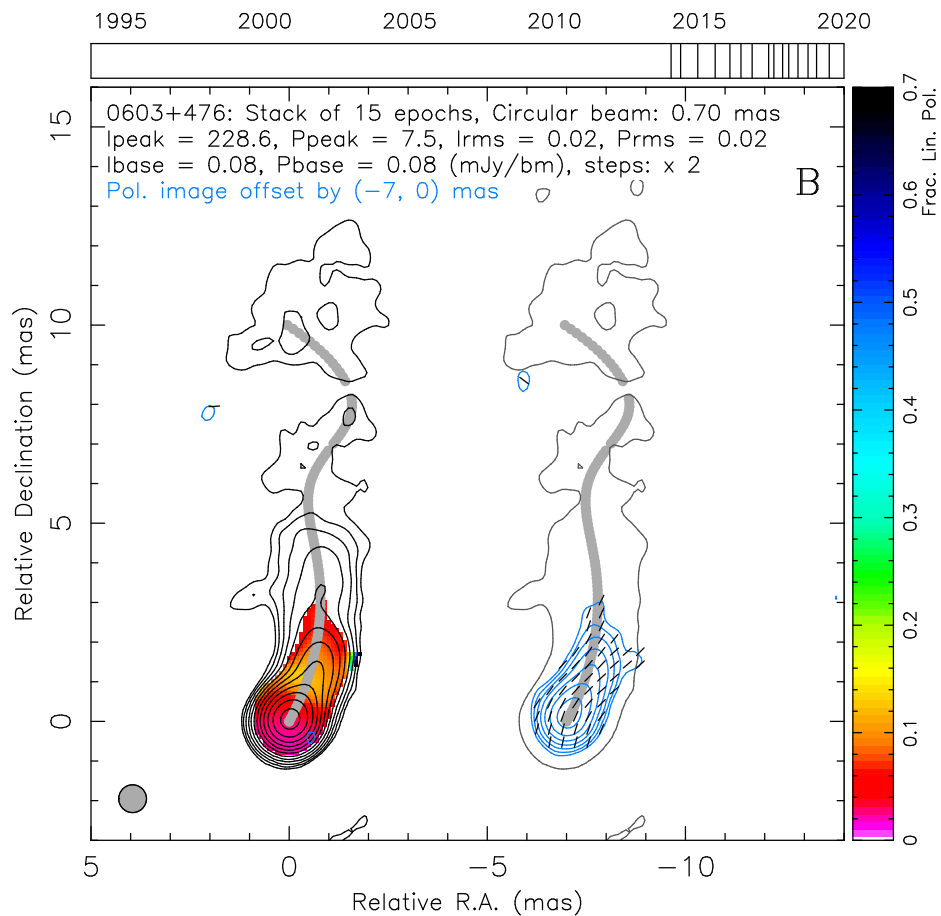 1995 2000 2005 2010 2015 2020
0603+476: Stack of 15 epochs, Circular beam: 0.70 mas
Ipeak = 228.6, Ppeak = 7.5, Irms = 0.02, Prms = 0.02
Ibase = 0.08, Pbase = 0.08 (mJy/bm), steps: x 2
Pol. image offset by (−7, 0) mas
B
15
10
5
0
Relative Declination (mas)
5 0 −5 −10
Relative R.A. (mas)
0.7
0.6
0.5
0.4
0.3
0.2
0.1
0
Frac. Lin. Pol.